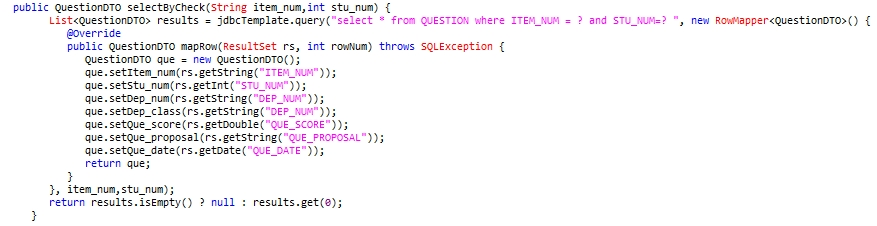 public QuestionDTO selectByCheck(String item_num,int stu_num) {
List<QuestionDTO> results = jdbcTemplate.query("select * from QUESTION where ITEM_NUM = ? and STU_NUM=? ", new RowMapper<QuestionDTO>() {
@Override
public QuestionDTO mapRow(ResultSet rs, int rowNum) throws SQLException {
QuestionDTO que = new QuestionDTO();
que.setItem_num(rs.getString("ITEM_NUM"));
que.setStu_num(rs.getInt("STU_NUM"));
que.setDep_num(rs.getString("DEP_NUM"));
que.setDep_class(rs.getString("DEP_NUM"));
que.setQue_score(rs.getDouble("QUE_SCORE"));
que.setQue_proposal(rs.getString("QUE_PROPOSAL"));
que.setQue_date(rs.getDate("QUE_DATE"));
return que;
}
}, item_num,stu_num);
return results.isEmpty() ? null : results.get(0);
}